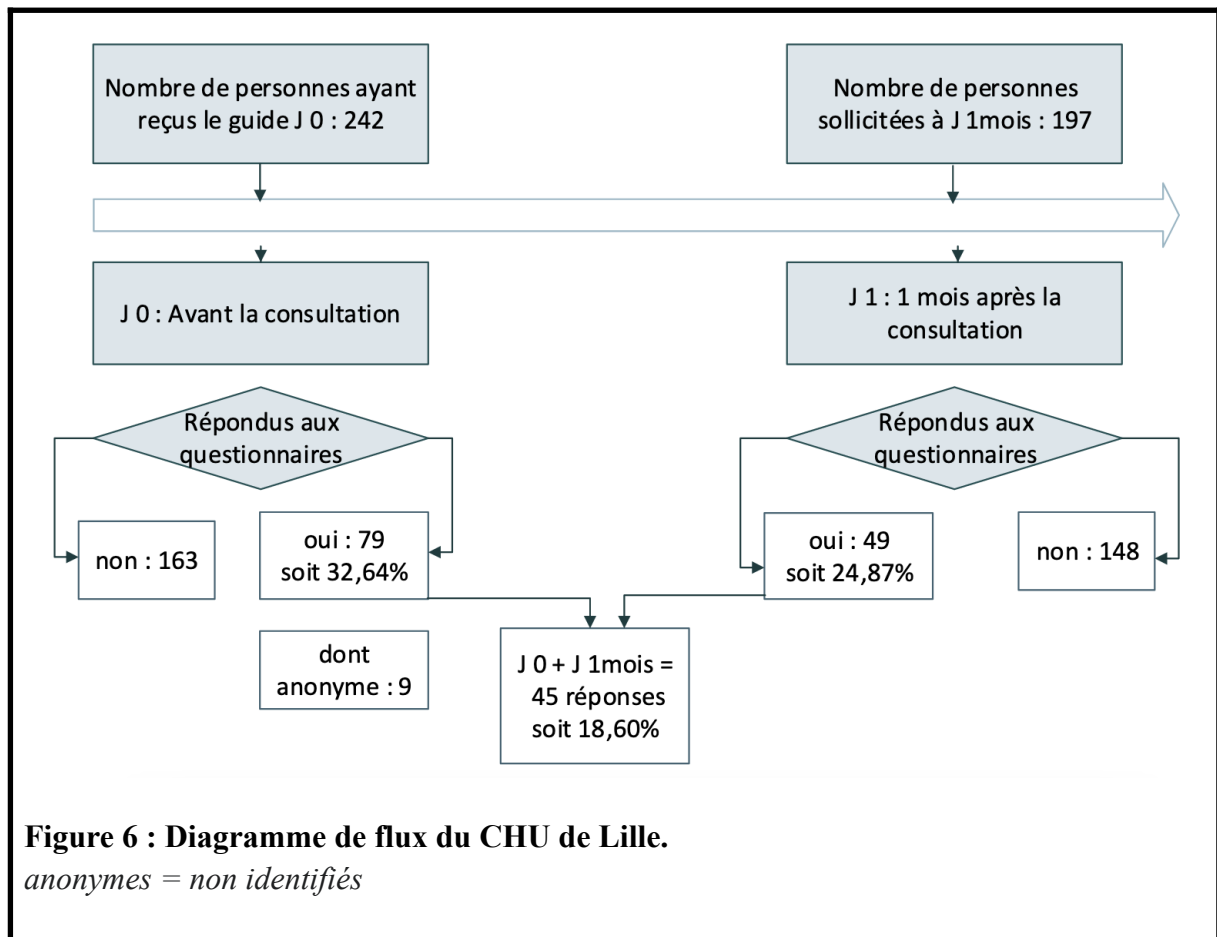 Nombre de personnes ayant
reçus le guide J 0 : 242
Nombre de personnes
sollicitées à J 1mois : 197
J 0 : Avant la consultation
J 1 : 1 mois après la
consultation
Répondus aux
questionnaires
Répondus aux
questionnaires
non : 163
oui : 79
soit 32,64%
oui : 49
soit 24,87%
non : 148
dont
anonyme : 9
J 0 + J 1mois =
45 réponses
soit 18,60%
Figure 6 : Diagramme de flux du CHU de Lille.
anonymes = non identifiés